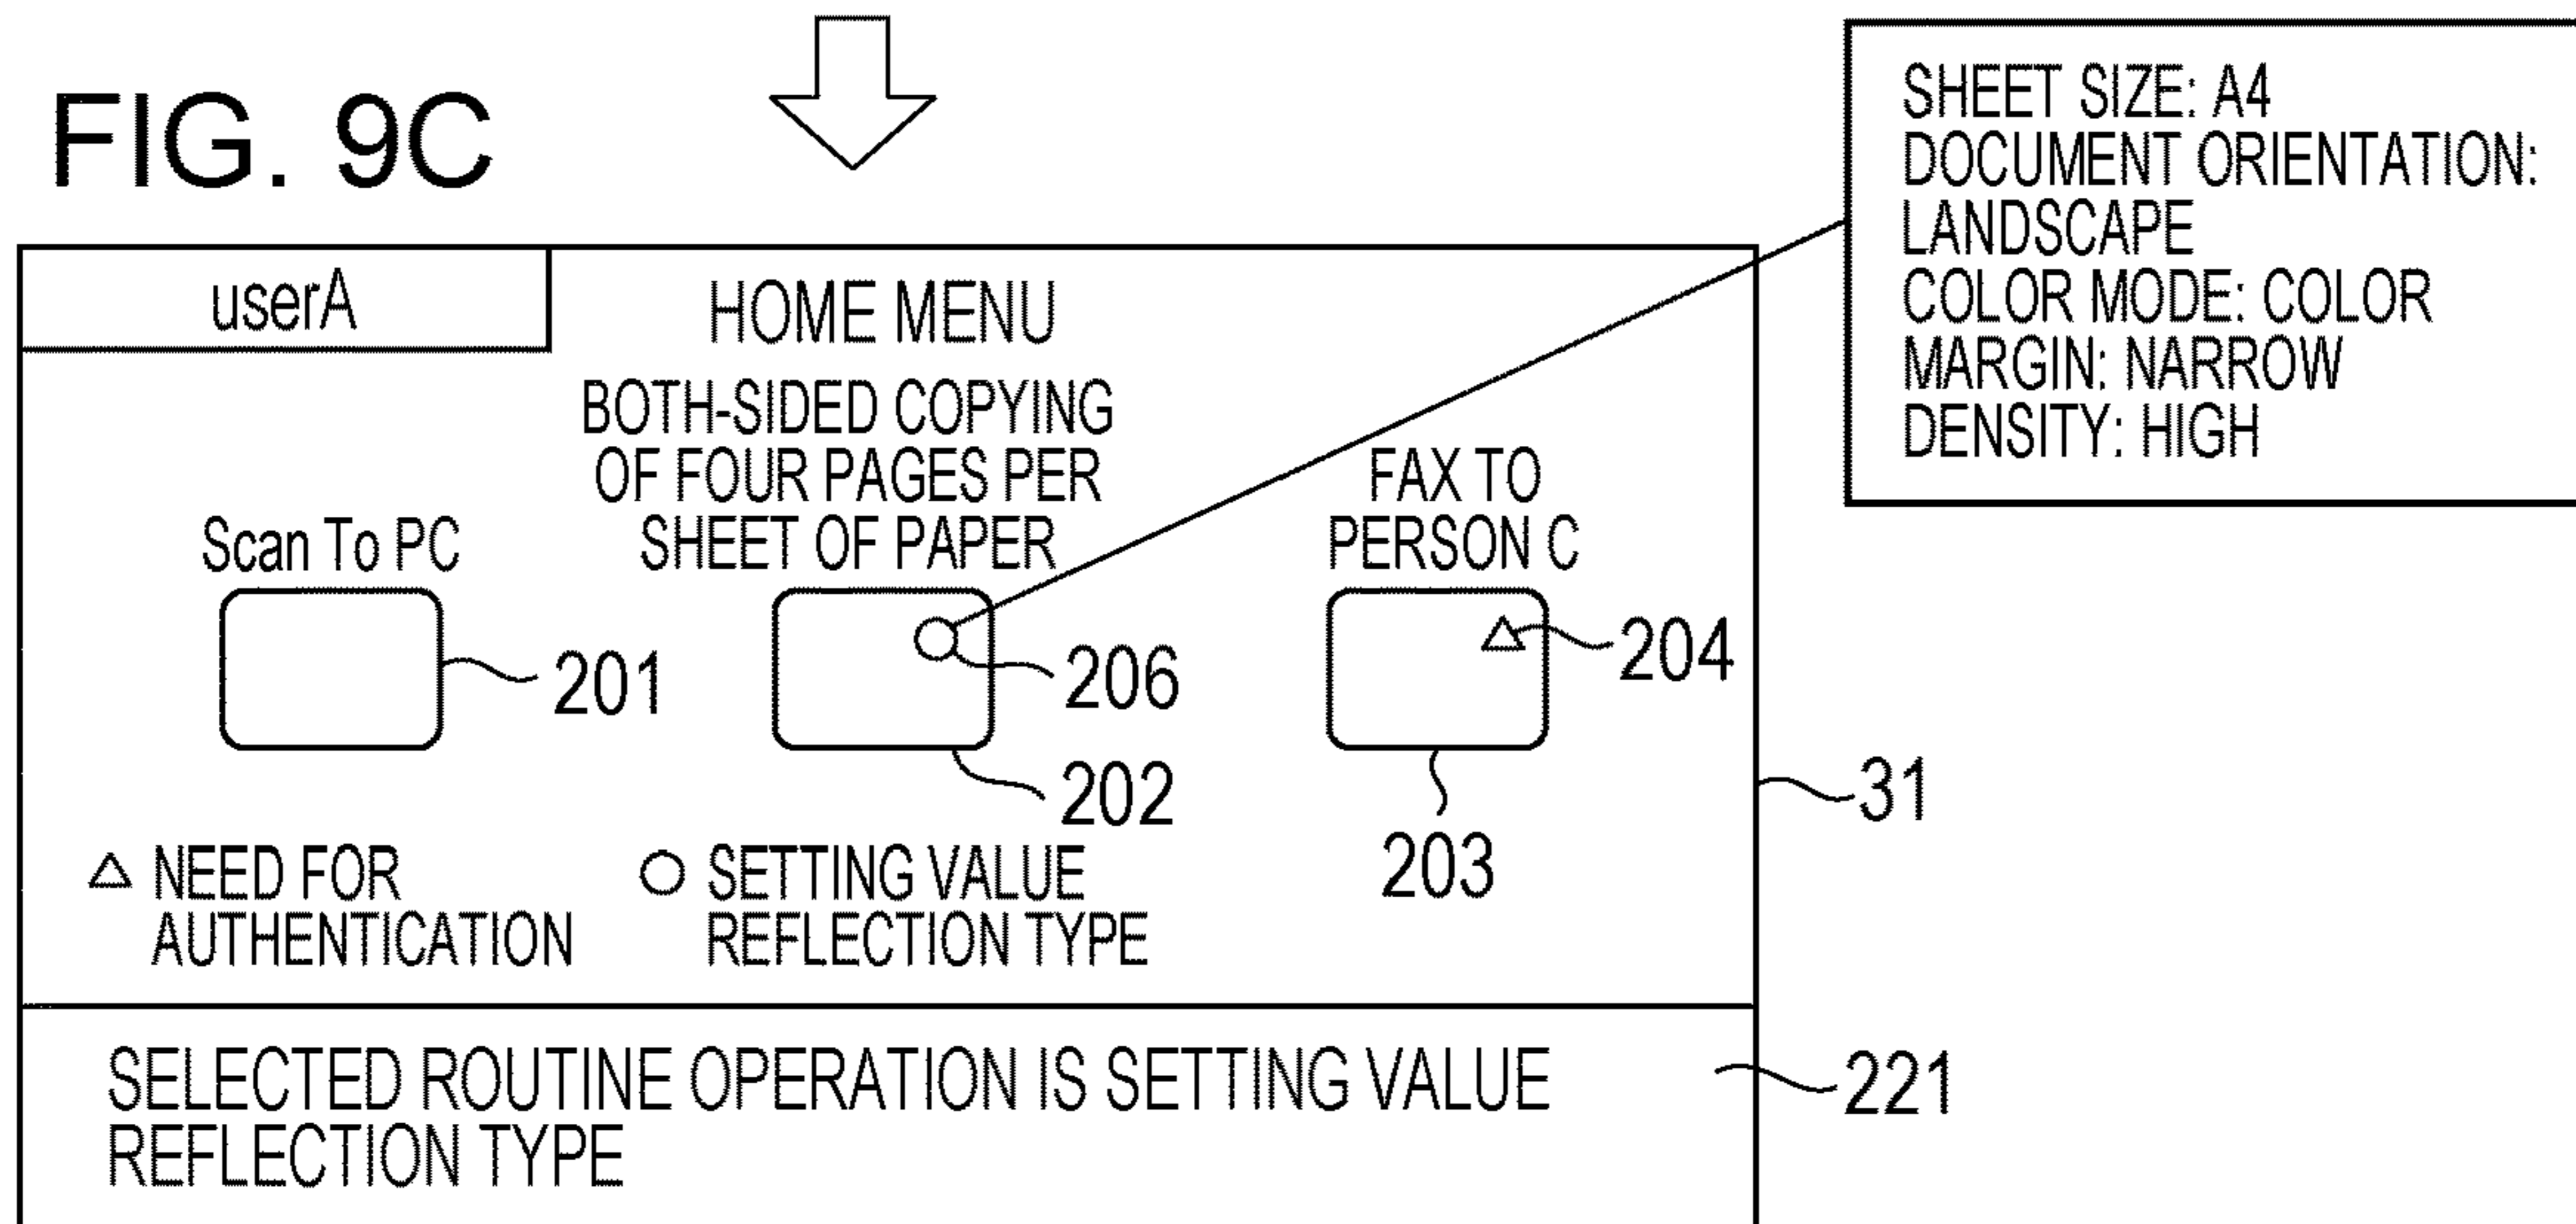 FIG. 9C
SHEET SIZE: A4
DOCUMENT ORIENTATION:
LANDSCAPE
COLOR MODE: COLOR
MARGIN: NARROW
DENSITY: HIGH
userA
HOME MENU
BOTH-SIDED COPYING
OF FOUR PAGES PER
SHEET OF PAPER
Scan To PC
FAX TO
PERSON C
201
206
204
202
203
31
△ NEED FOR
AUTHENTICATION
○ SETTING VALUE
REFLECTION TYPE
SELECTED ROUTINE OPERATION IS SETTING VALUE
REFLECTION TYPE
221